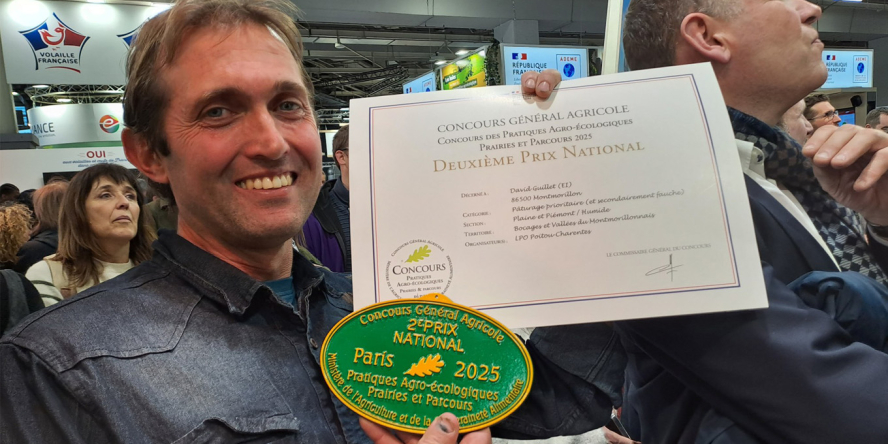 VOLAILLE
FRANÇAISE
RÉPUBLIQUE
FRANÇAISE
ADEME
OUI
CONCOURS GÉNÉRAL AGRICOLE
CONCOURS DES PRATIQUES AGRO-ÉCOLOGIQUES
PRAIRIES ET PARCOURS 2025
DEUXIÈME PRIX NATIONAL
DÉCERNÉ À : David Guillet (EI)
86500 Montmorillon
CATÉGORIE : Pâturage prioritaire (et secondairement fauche)
SECTION : Plaine et Piémont / Humide
TERRITOIRE : Bocages et Vallées du Montmorillonnais
ORGANISATEUR : LPO Poitou-Charentes
LE COMMISSAIRE GÉNÉRAL DU CONCOURS
CONCOURS
PRATIQUES
AGRO-ÉCOLOGIQUES
PRAIRIES & PARCOURS
Concours Général Agricole
2E PRIX
NATIONAL
Paris 2025
Pratiques Agro-écologiques
Prairies et Parcours
Ministère de l'Agriculture et de la Souveraineté Alimentaire